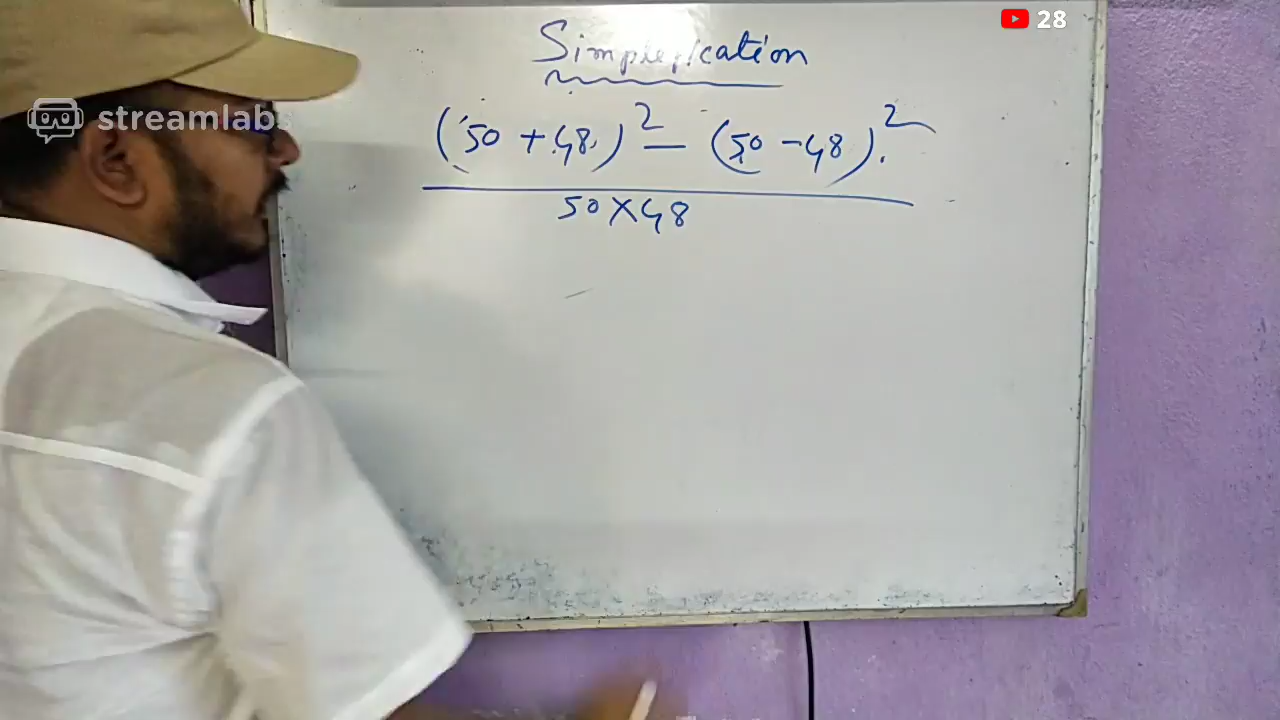 streamlabs
28
Simplification
(50 + 48)² — (50 - 48)²
50 × 48